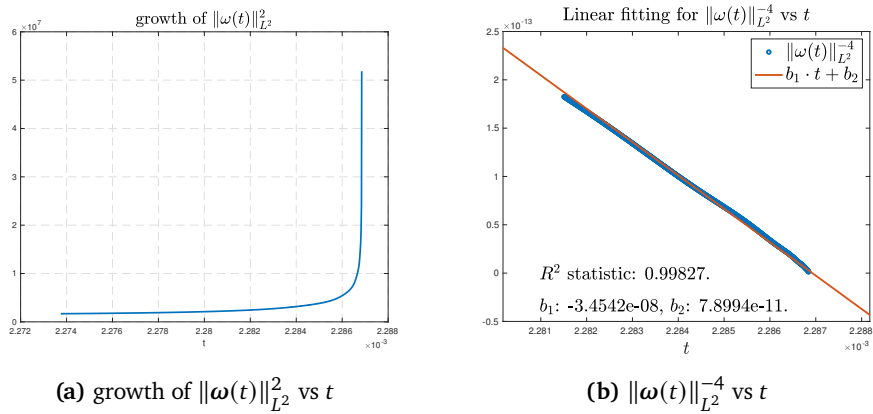 growth of ‖ω(t)‖²_{L²}
×10⁷
6
5
4
3
2
1
0
2.272 2.274 2.276 2.278 2.28 2.282 2.284 2.286 2.288
t
×10⁻³
(a) growth of ‖ω(t)‖²_{L²} vs t
Linear fitting for ‖ω(t)‖⁻⁴_{L²} vs t
×10⁻¹³
2.5
2
1.5
1
0.5
0
-0.5
‖ω(t)‖⁻⁴_{L²}
b₁ · t + b₂
R² statistic: 0.99827.
b₁: -3.4542e-08, b₂: 7.8994e-11.
2.281 2.282 2.283 2.284 2.285 2.286 2.287 2.288
t
×10⁻³
(b) ‖ω(t)‖⁻⁴_{L²} vs t